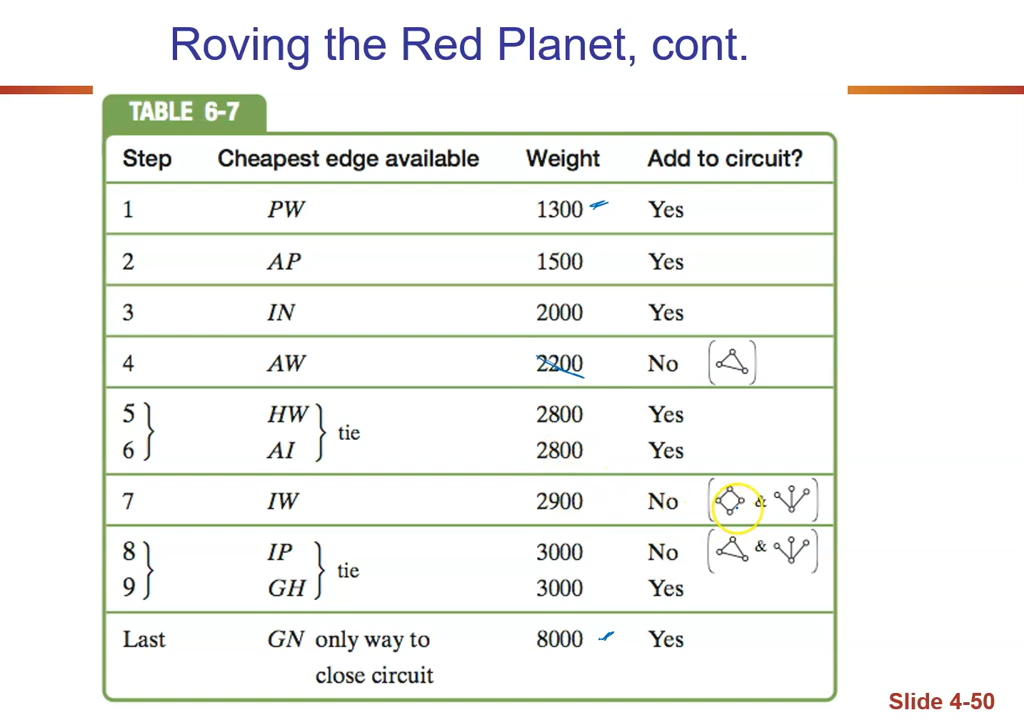 Roving the Red Planet, cont.
TABLE 6-7
Step Cheapest edge available Weight Add to circuit?
1 PW 1300 Yes
2 AP 1500 Yes
3 IN 2000 Yes
4 AW 2200 No
5 HW 2800 Yes
tie
6 AI 2800 Yes
7 IW 2900 No &
8 IP 3000 No &
tie
9 GH 3000 Yes
Last GN only way to 8000 Yes
close circuit
Slide 4-50